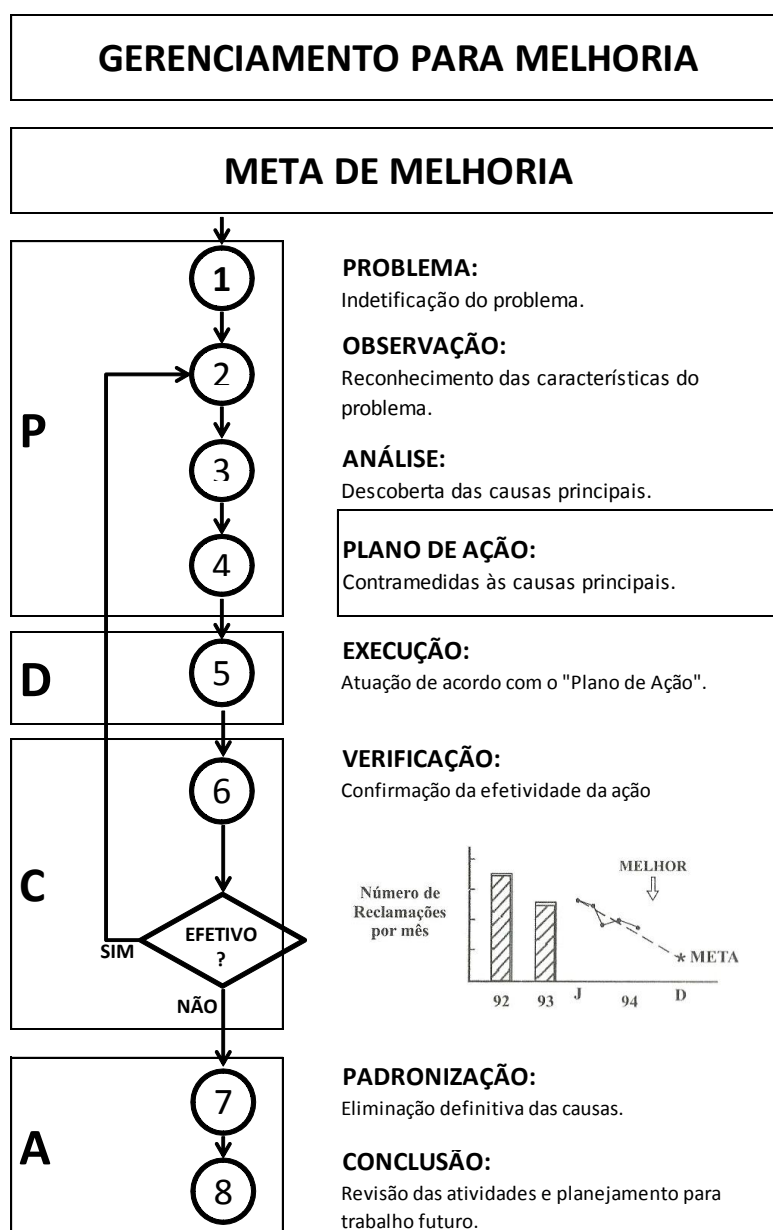 GERENCIAMENTO PARA MELHORIA
META DE MELHORIA
P
1
PROBLEMA:
Indetificação do problema.
2
OBSERVAÇÃO:
Reconhecimento das características do
problema.
3
ANÁLISE:
Descoberta das causas principais.
4
PLANO DE AÇÃO:
Contramedidas às causas principais.
D
5
EXECUÇÃO:
Atuação de acordo com o "Plano de Ação".
C
6
VERIFICAÇÃO:
Confirmação da efetividade da ação
EFETIVO
?
SIM
NÃO
Número de
Reclamações
por mês
MELHOR
META
92 93 J 94 D
A
7
PADRONIZAÇÃO:
Eliminação definitiva das causas.
8
CONCLUSÃO:
Revisão das atividades e planejamento para
trabalho futuro.